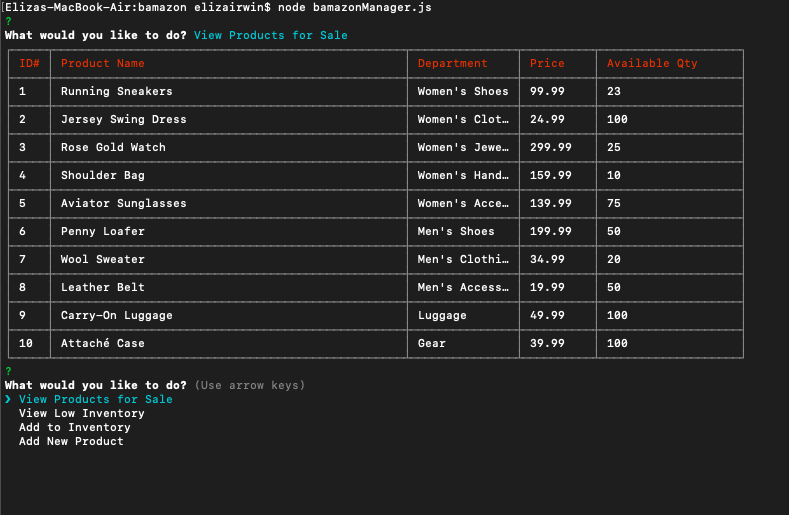 [Elizas-MacBook-Air:bamazon elizairwin$ node bamazonManager.js
?
What would you like to do? View Products for Sale
ID# Product Name Department Price Available Qty
1 Running Sneakers Women's Shoes 99.99 23
2 Jersey Swing Dress Women's Clot… 24.99 100
3 Rose Gold Watch Women's Jewe… 299.99 25
4 Shoulder Bag Women's Hand… 159.99 10
5 Aviator Sunglasses Women's Acce… 139.99 75
6 Penny Loafer Men's Shoes 199.99 50
7 Wool Sweater Men's Clothi… 34.99 20
8 Leather Belt Men's Access… 19.99 50
9 Carry-On Luggage Luggage 49.99 100
10 Attaché Case Gear 39.99 100
?
What would you like to do? (Use arrow keys)
❯ View Products for Sale
View Low Inventory
Add to Inventory
Add New Product